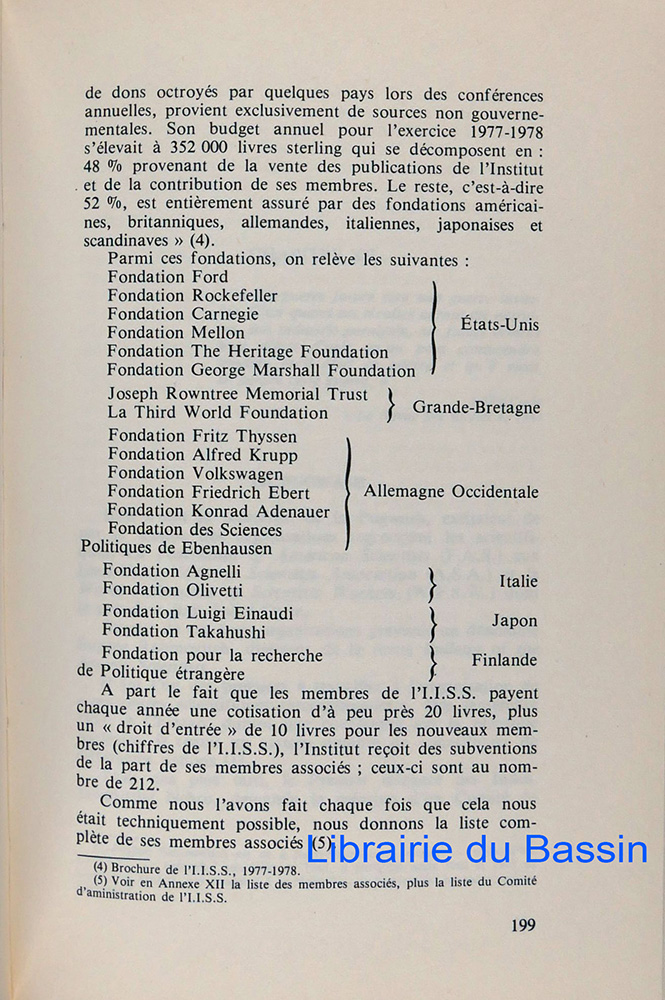 de dons octroyés par quelques pays lors des conférences
annuelles, provient exclusivement de sources non gouverne-
mentales. Son budget annuel pour l'exercice 1977-1978
s'élevait à 352 000 livres sterling qui se décomposent en :
48 % provenant de la vente des publications de l'Institut
et de la contribution de ses membres. Le reste, c'est-à-dire
52 %, est entièrement assuré par des fondations américai-
nes, britanniques, allemandes, italiennes, japonaises et
scandinaves » (4).
Parmi ces fondations, on relève les suivantes :
Fondation Ford
Fondation Rockefeller
Fondation Carnegie
Fondation Mellon
Fondation The Heritage Foundation
Fondation George Marshall Foundation
États-Unis
Joseph Rowntree Memorial Trust
La Third World Foundation
Grande-Bretagne
Fondation Fritz Thyssen
Fondation Alfred Krupp
Fondation Volkswagen
Fondation Friedrich Ebert
Fondation Konrad Adenauer
Fondation des Sciences
Politiques de Ebenhausen
Allemagne Occidentale
Fondation Agnelli
Fondation Olivetti
Italie
Fondation Luigi Einaudi
Fondation Takahushi
Japon
Fondation pour la recherche
de Politique étrangère
Finlande
A part le fait que les membres de l'I.I.S.S. payent
chaque année une cotisation d'à peu près 20 livres, plus
un « droit d'entrée » de 10 livres pour les nouveaux mem-
bres (chiffres de l'I.I.S.S.), l'Institut reçoit des subventions
de la part de ses membres associés ; ceux-ci sont au nom-
bre de 212.
Comme nous l'avons fait chaque fois que cela nous
était techniquement possible, nous donnons la liste com-
plète de ses membres associés (5).
Librairie du Bassin
(4) Brochure de l'I.I.S.S., 1977-1978.
(5) Voir en Annexe XII la liste des membres associés, plus la liste du Comité
d'aministration de l'I.I.S.S.
199